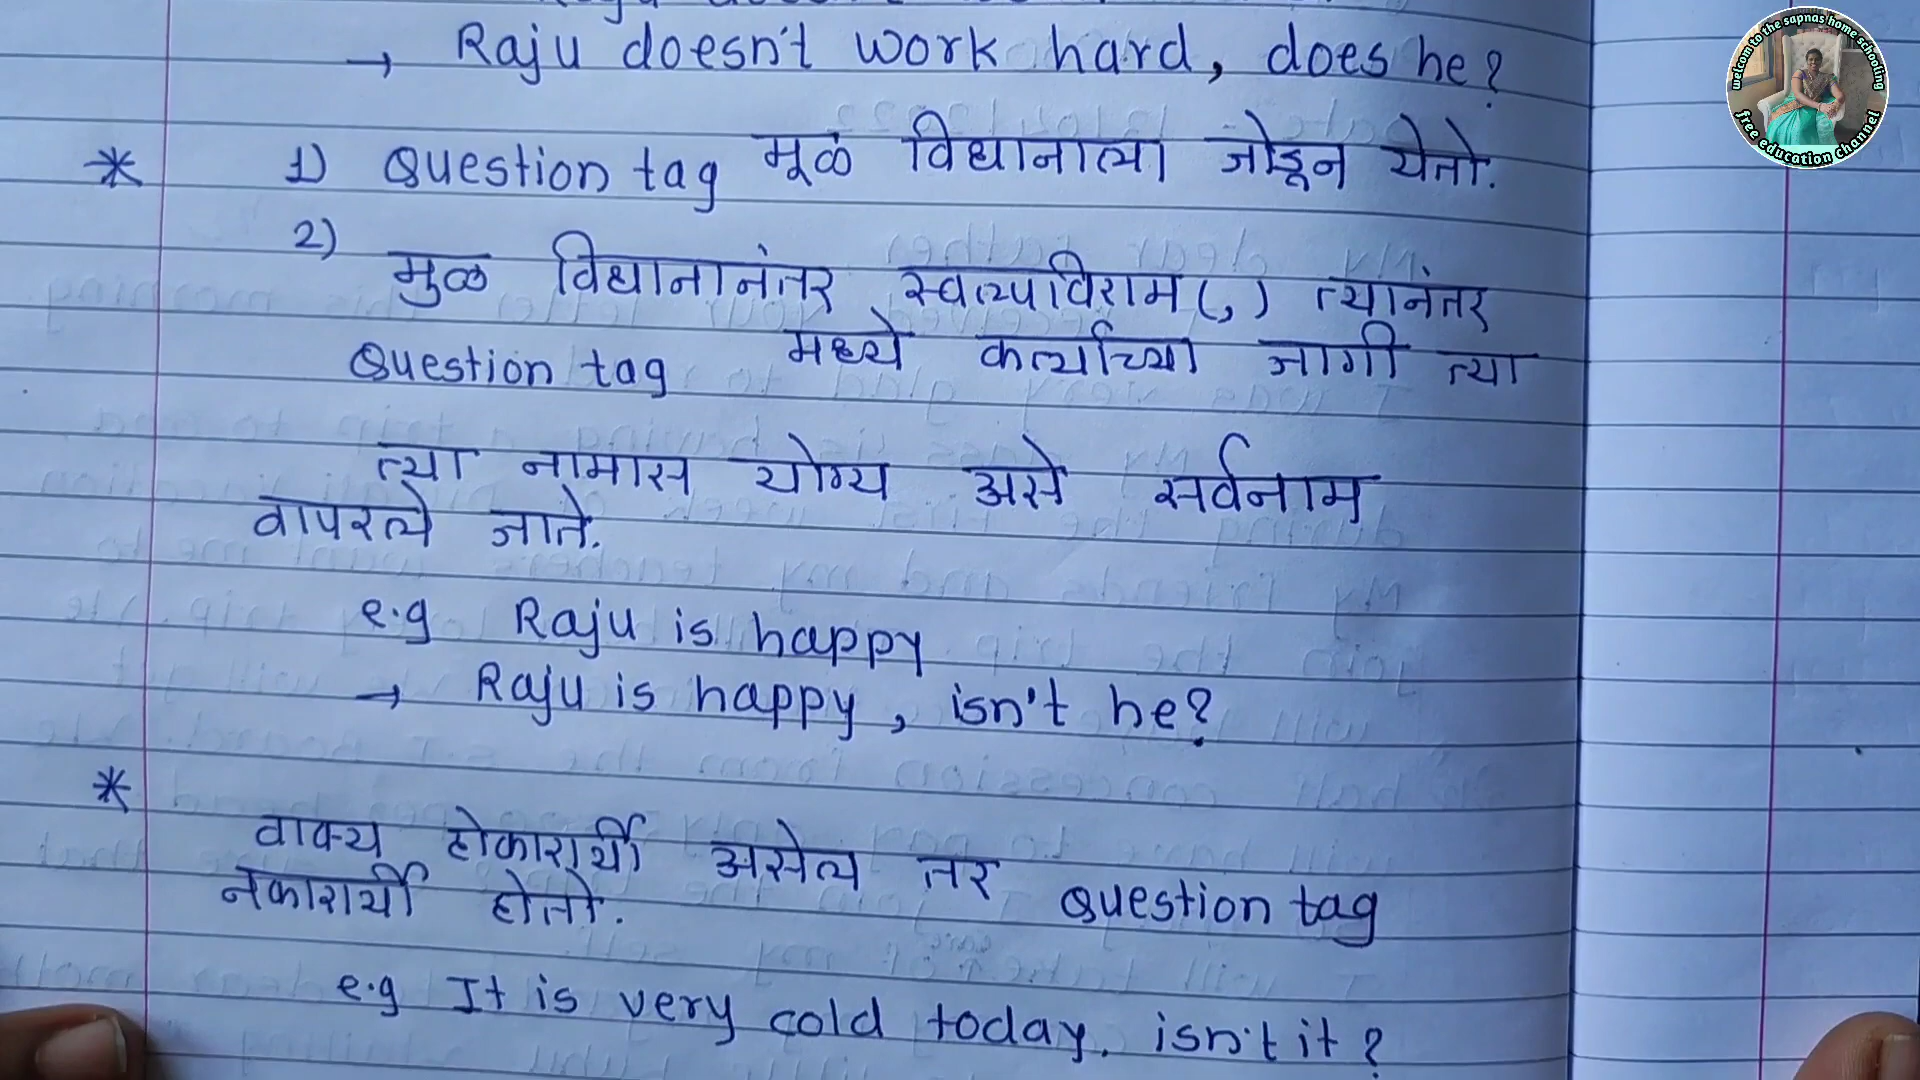 → Raju doesn't work hard, does he?
* 1) Question tag मूळ विधानाला जोडून येतो.
2) मुळ विधानानंतर स्वल्पविराम (,) त्यानंतर
Question tag मध्ये कर्त्याच्या जागी त्या
त्या नामास योग्य असे सर्वनाम
वापरले जाते.
e.g Raju is happy
→ Raju is happy, isn't he?
* वाक्य होकारार्थी असेल तर Question tag
नकारार्थी होतो.
e.g It is very cold today. isn't it?
welcom to the sapnas home schooling
free education channel